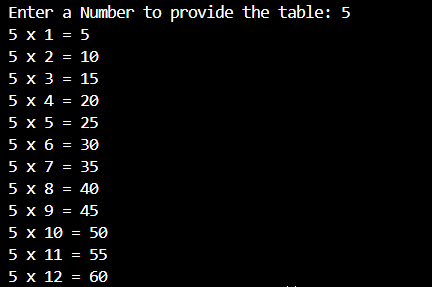 Enter a Number to provide the table: 5
5 x 1 = 5
5 x 2 = 10
5 x 3 = 15
5 x 4 = 20
5 x 5 = 25
5 x 6 = 30
5 x 7 = 35
5 x 8 = 40
5 x 9 = 45
5 x 10 = 50
5 x 11 = 55
5 x 12 = 60